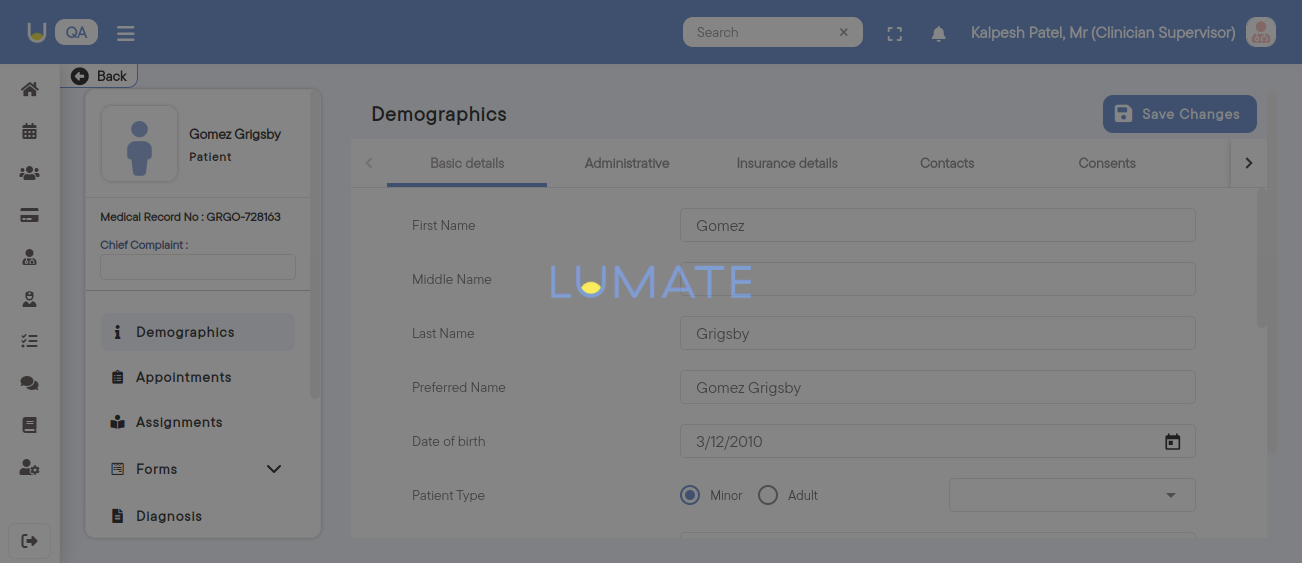 QA
Search
Kalpesh Patel, Mr (Clinician Supervisor)
Back
Gomez Grigsby
Patient
Medical Record No : GRGO-728163
Chief Complaint :
Demographics
Appointments
Assignments
Forms
Diagnosis
Demographics
Save Changes
Basic details
Administrative
Insurance details
Contacts
Consents
First Name
Gomez
Middle Name
LUMATE
Last Name
Grigsby
Preferred Name
Gomez Grigsby
Date of birth
3/12/2010
Patient Type
Minor
Adult